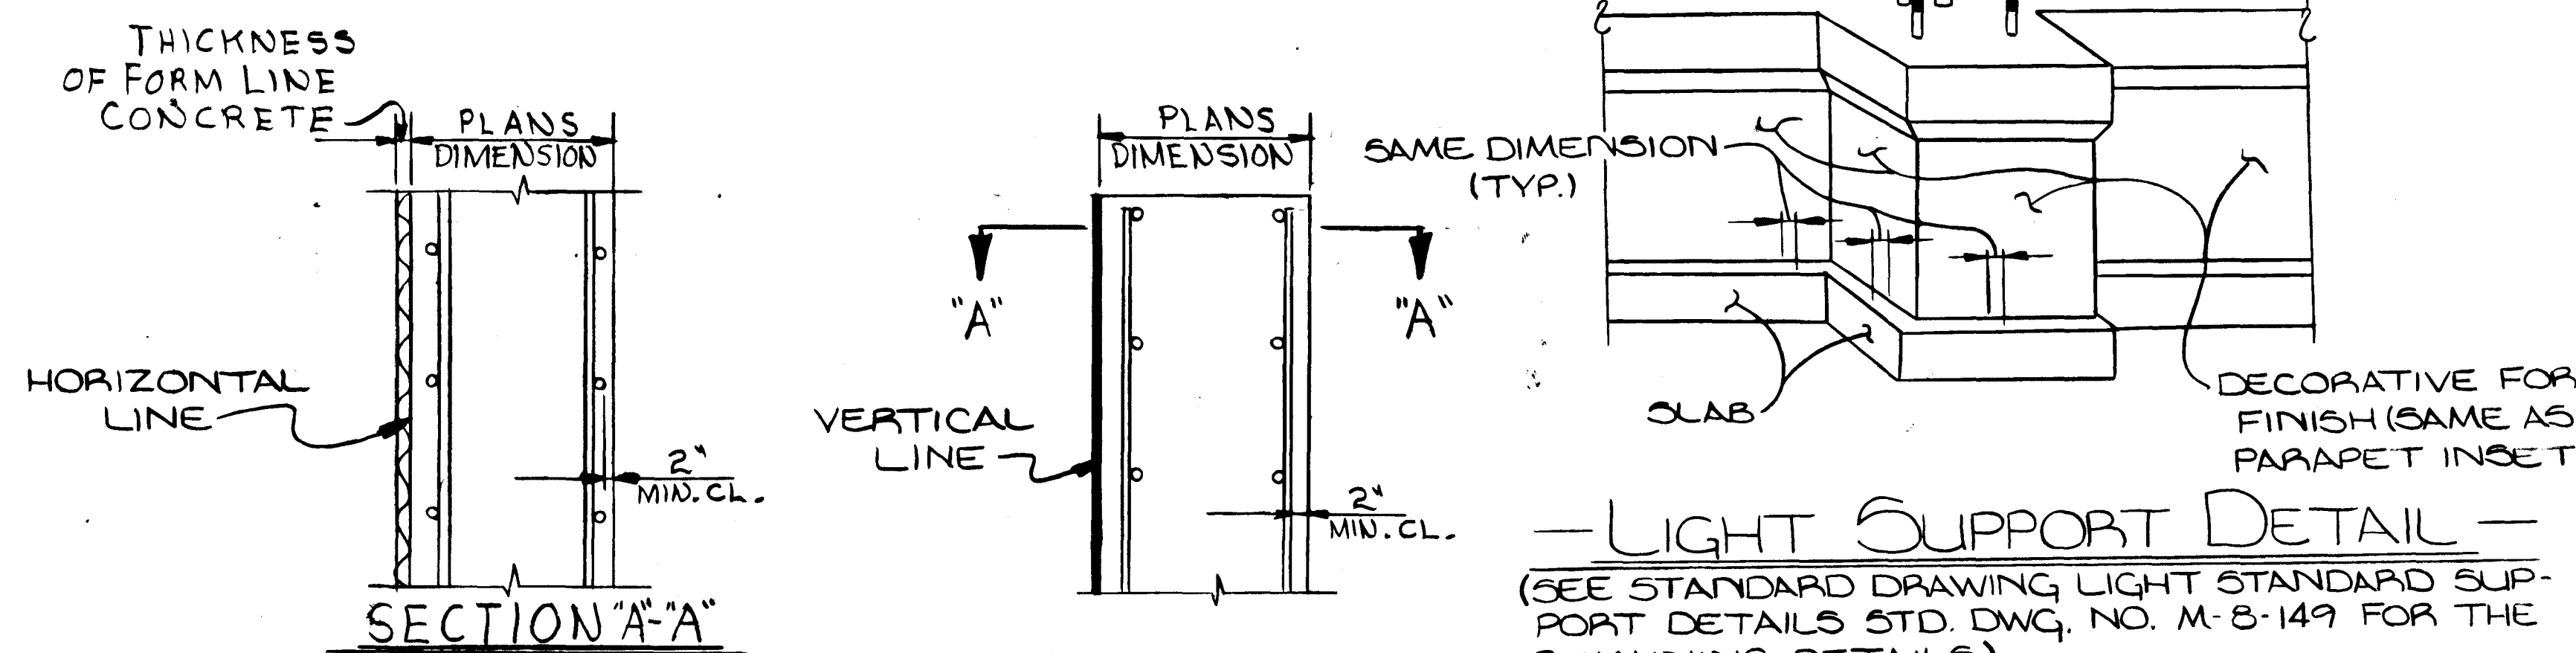 THICKNESS
OF FORM LINE
CONCRETE
PLANS
DIMENSION
HORIZONTAL
LINE
2"
MIN. CL.
SECTION "A"-"A"
PLANS
DIMENSION
"A"
"A"
VERTICAL
LINE
2"
MIN. CL.
SAME DIMENSION
(TYP.)
SLAB
DECORATIVE FOR
FINISH (SAME AS
PARAPET INSET
- LIGHT SUPPORT DETAIL -
(SEE STANDARD DRAWING LIGHT STANDARD SUP-
PORT DETAILS STD. DWG. NO. M-8-149 FOR THE
DETAILS)